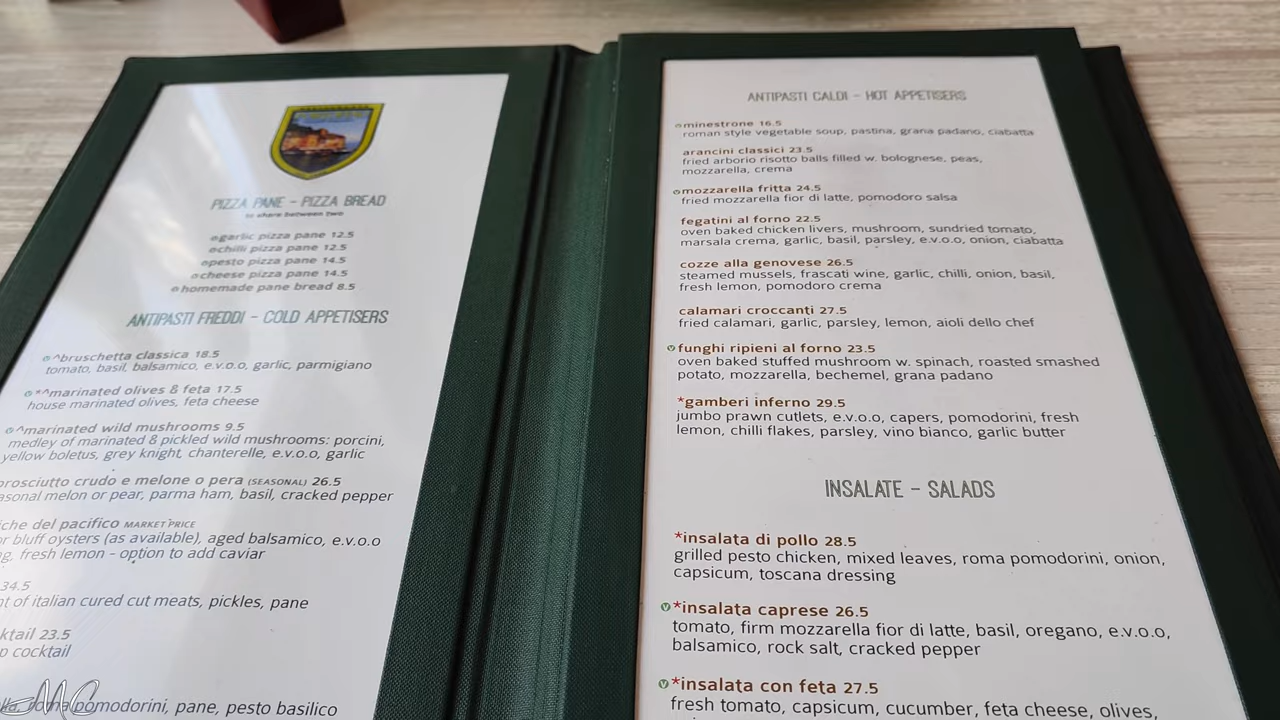 PIZZA PANE - PIZZA BREAD
to share between two
garlic pizza pane 12.5
chilli pizza pane 12.5
pesto pizza pane 14.5
cheese pizza pane 14.5
homemade pane bread 8.5
ANTIPASTI FREDDI - COLD APPETISERS
^bruschetta classica 18.5
tomato, basil, balsamico, e.v.o.o, garlic, parmigiano
*^marinated olives & feta 17.5
house marinated olives, feta cheese
^marinated wild mushrooms 9.5
medley of marinated & pickled wild mushrooms: porcini,
yellow boletus, grey knight, chanterelle, e.v.o.o, garlic
prosciutto crudo e melone o pera (SEASONAL) 26.5
melon or pear, parma ham, basil, cracked pepper
del pacifico MARKET PRICE
bluff oysters (as available), aged balsamico, e.v.o.o
fresh lemon - option to add caviar
34.5
of italian cured cut meats, pickles, pane
23.5
cocktail
pomodorini, pane, pesto basilico
MC
ANTIPASTI CALDI - HOT APPETISERS
minestrone 16.5
roman style vegetable soup, pastina, grana padano, ciabatta
arancini classici 23.5
fried arborio risotto balls filled w. bolognese, peas,
mozzarella, crema
mozzarella fritta 24.5
fried mozzarella fior di latte, pomodoro salsa
fegatini al forno 22.5
oven baked chicken livers, mushroom, sundried tomato,
marsala crema, garlic, basil, parsley, e.v.o.o, onion, ciabatta
cozze alla genovese 26.5
steamed mussels, frascati wine, garlic, chilli, onion, basil,
fresh lemon, pomodoro crema
calamari croccanti 27.5
fried calamari, garlic, parsley, lemon, aioli dello chef
V funghi ripieni al forno 23.5
oven baked stuffed mushroom w. spinach, roasted smashed
potato, mozzarella, bechemel, grana padano
*gamberi inferno 29.5
jumbo prawn cutlets, e.v.o.o, capers, pomodorini, fresh
lemon, chilli flakes, parsley, vino bianco, garlic butter
INSALATE - SALADS
*insalata di pollo 28.5
grilled pesto chicken, mixed leaves, roma pomodorini, onion,
capsicum, toscana dressing
V *insalata caprese 26.5
tomato, firm mozzarella fior di latte, basil, oregano, e.v.o.o,
balsamico, rock salt, cracked pepper
V *insalata con feta 27.5
fresh tomato, capsicum, cucumber, feta cheese, olives,